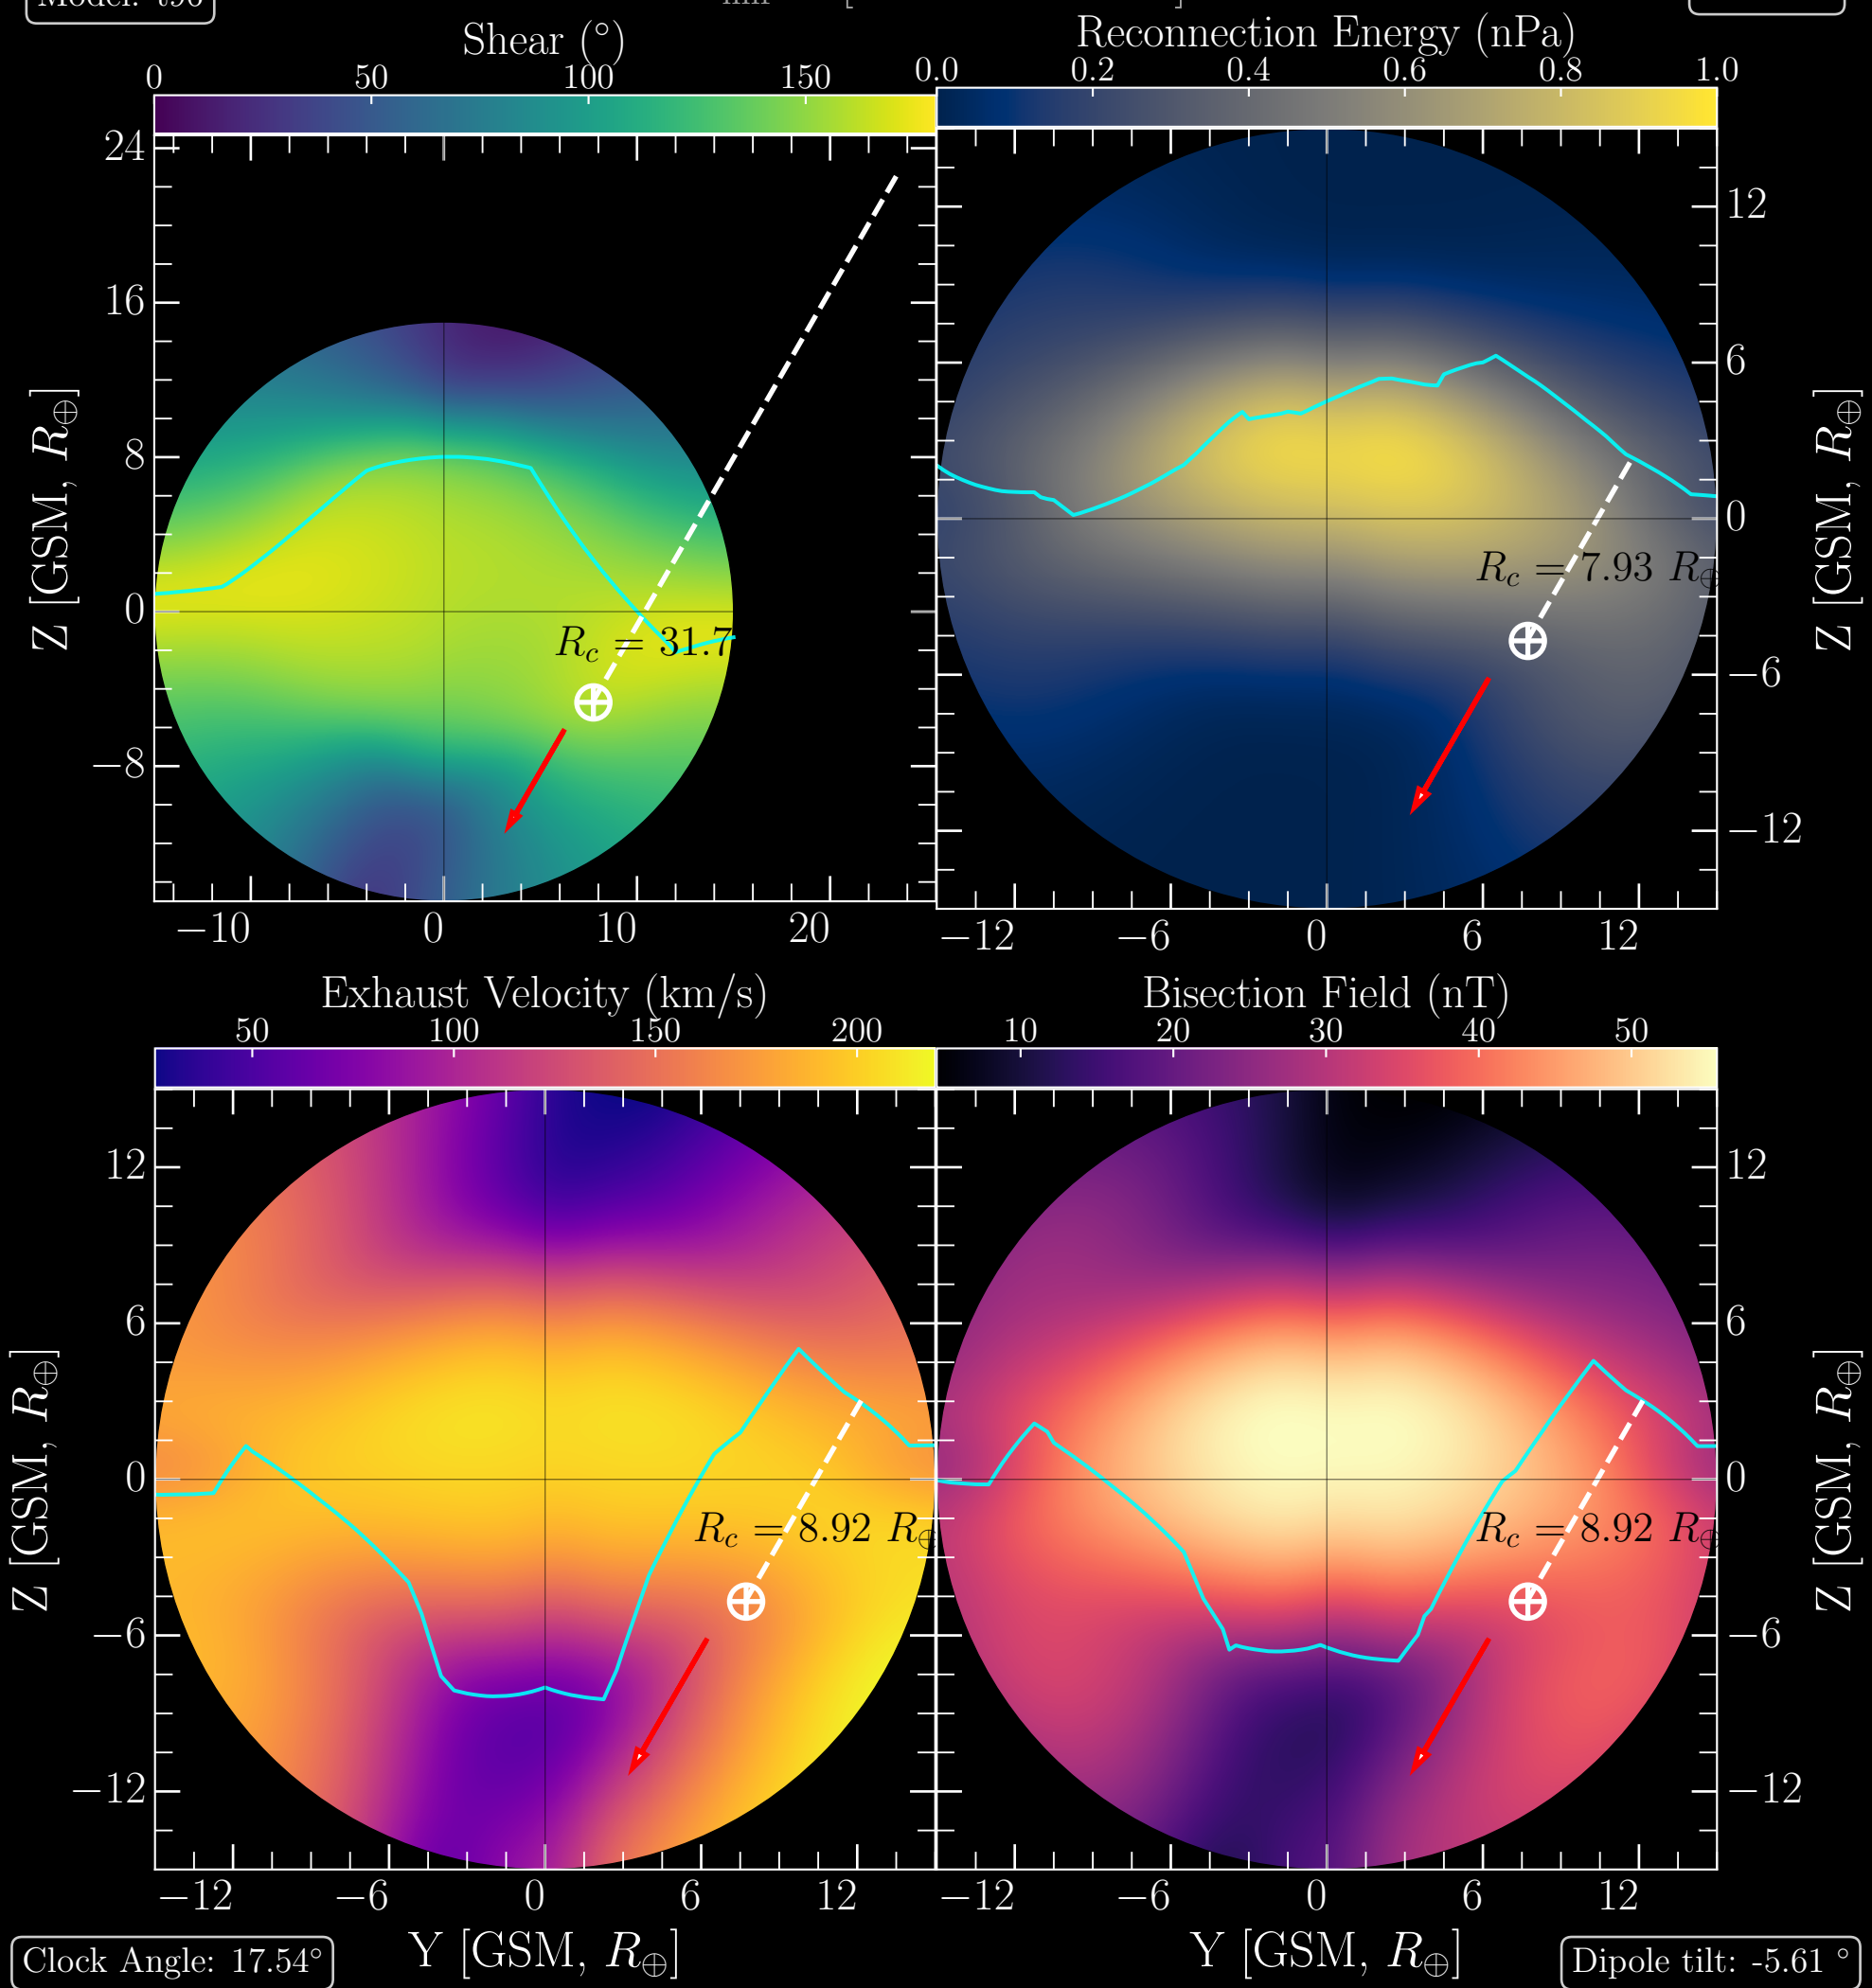 Shear (°)
0 50 100 150
24
16
8
0
−8
−10 0 10 20
Z [GSM, R⊕]
R_c = 31.7
Reconnection Energy (nPa)
0.0 0.2 0.4 0.6 0.8 1.0
12
6
0
−6
−12
−12 −6 0 6 12
Z [GSM, R⊕]
R_c = 7.93 R⊕
Exhaust Velocity (km/s)
50 100 150 200
12
6
0
−6
−12
−12 −6 0 6 12
Z [GSM, R⊕]
R_c = 8.92 R⊕
Y [GSM, R⊕]
Bisection Field (nT)
10 20 30 40 50
12
6
0
−6
−12
−12 −6 0 6 12
Z [GSM, R⊕]
R_c = 8.92 R⊕
Y [GSM, R⊕]
Clock Angle: 17.54°
Dipole tilt: -5.61 °